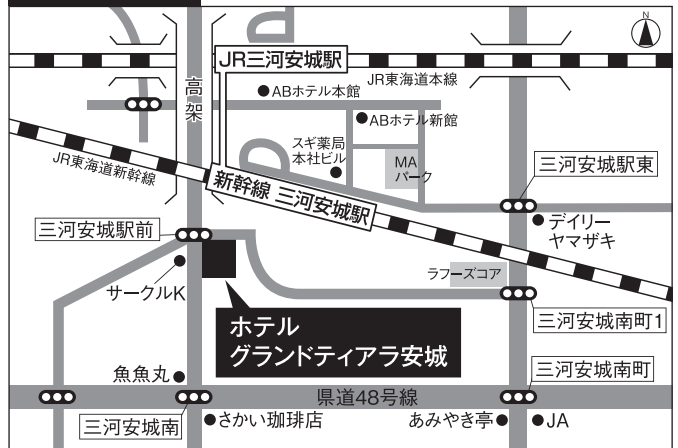 N
JR三河安城駅
JR東海道本線
高架
ABホテル本館
ABホテル新館
スギ薬局
本社ビル
MA
パーク
三河安城駅東
JR東海道新幹線
新幹線 三河安城駅
デイリー
ヤマザキ
三河安城駅前
サークルK
ラフーズコア
三河安城南町1
ホテル
グランドティアラ安城
魚魚丸
三河安城南町
県道48号線
三河安城南
さかい珈琲店
あみやき亭
JA